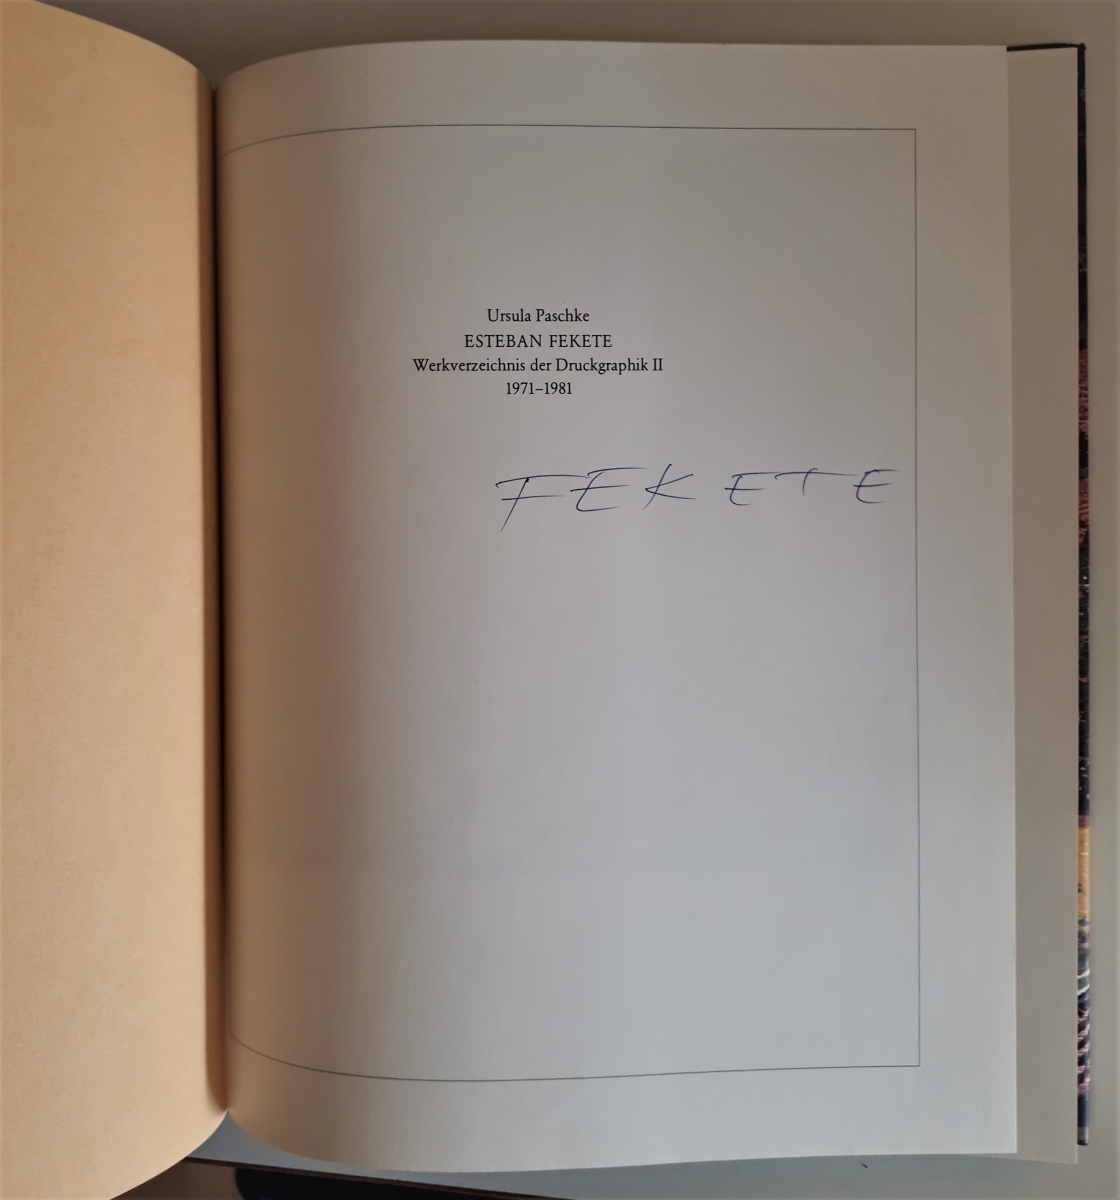 Ursula Paschke
ESTEBAN FEKETE
Werkverzeichnis der Druckgraphik II
1971–1981
FEKETE